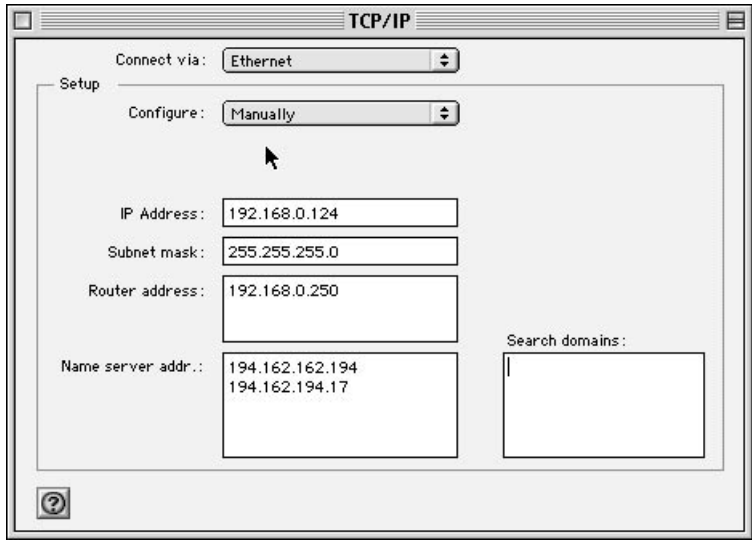 TCP/IP
Connect via: Ethernet
Setup
Configure: Manually
IP Address: 192.168.0.124
Subnet mask: 255.255.255.0
Router address: 192.168.0.250
Search domains:
Name server addr.: 194.162.162.194
194.162.194.17
?